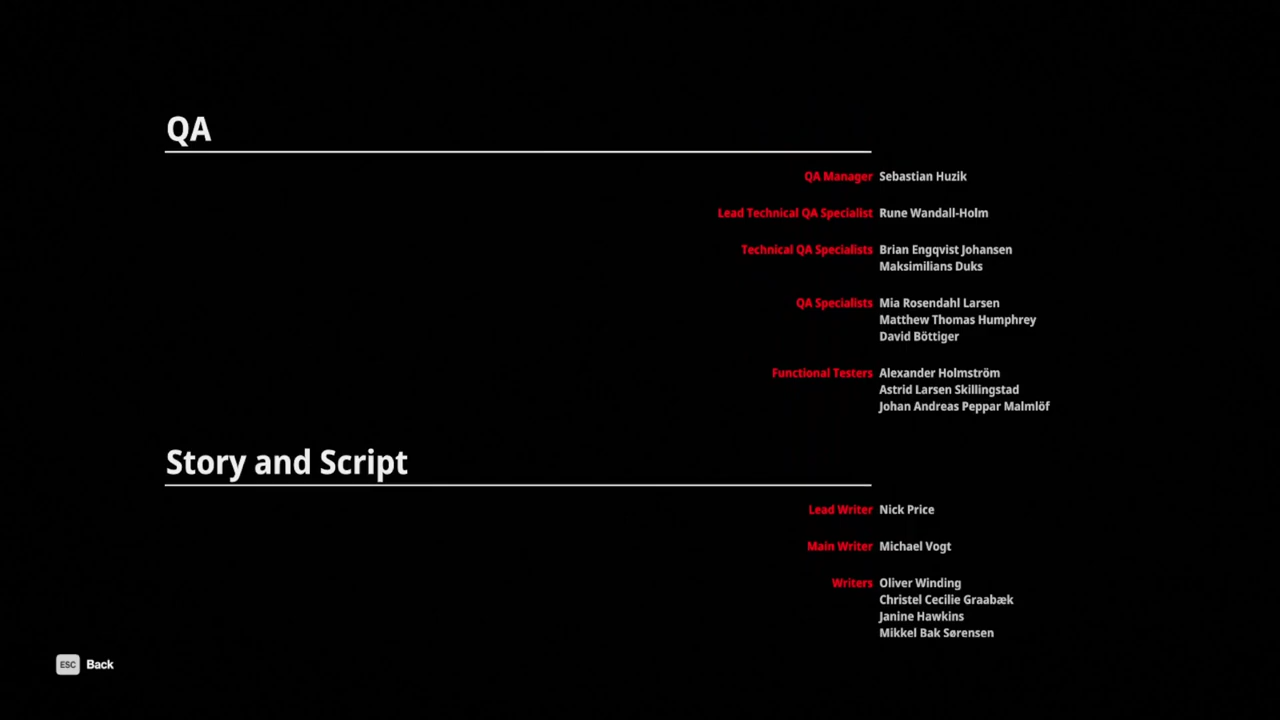 QA
QA Manager Sebastian Huzik
Lead Technical QA Specialist Rune Wandall-Holm
Technical QA Specialists Brian Engqvist Johansen
Maksimilians Duks
QA Specialists Mia Rosendahl Larsen
Matthew Thomas Humphrey
David Böttiger
Functional Testers Alexander Holmström
Astrid Larsen Skillingstad
Johan Andreas Peppar Malmlöf
Story and Script
Lead Writer Nick Price
Main Writer Michael Vogt
Writers Oliver Winding
Christel Cecilie Graabæk
Janine Hawkins
Mikkel Bak Sørensen
ESC Back